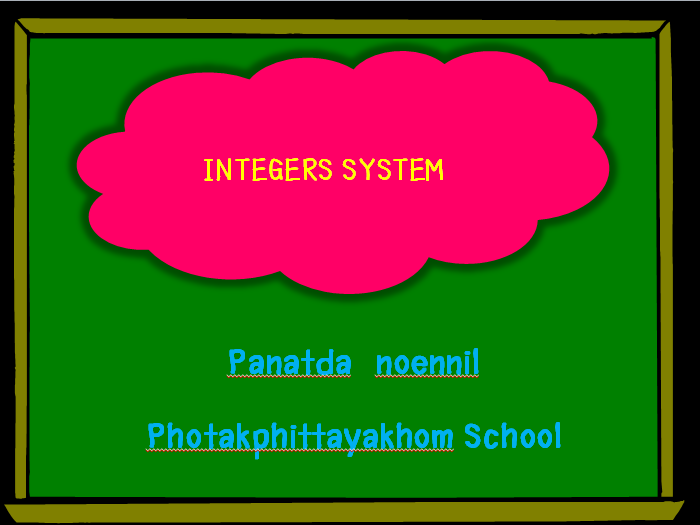 INTEGERS SYSTEM
Panatda noennil
Photakphittayakhom School